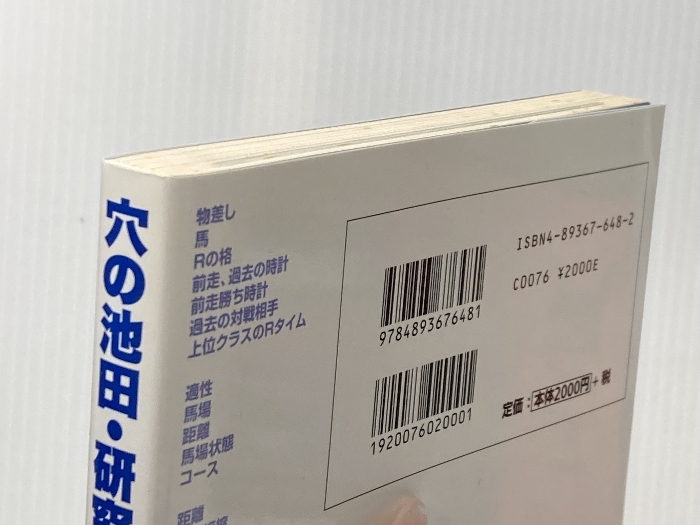 穴の池田・研究
物差し
馬
Rの格
前走、過去の時計
前走勝ち時計
過去の対戦相手
上位クラスのRタイム
適性
馬場
距離
馬場状態
コース
距離
ISBN4-89367-648-2
C0076 ¥2000E
9784893676481
1920076020001
定価：本体2000円+税